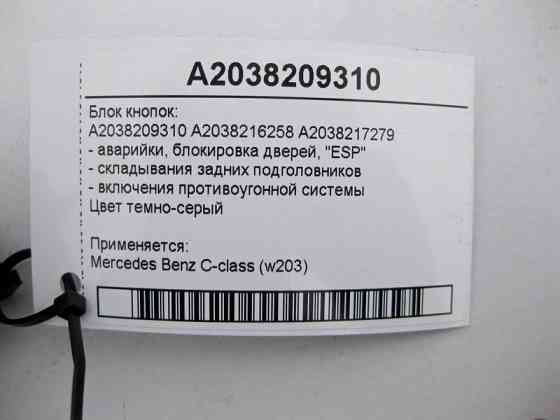 A2038209310
Блок кнопок:
A2038209310 A2038216258 A2038217279
- аварийки, блокировка дверей, "ESP"
- складывания задних подголовников
- включения противоугонной системы
Цвет темно-серый
Применяется:
Mercedes Benz C-class (w203)